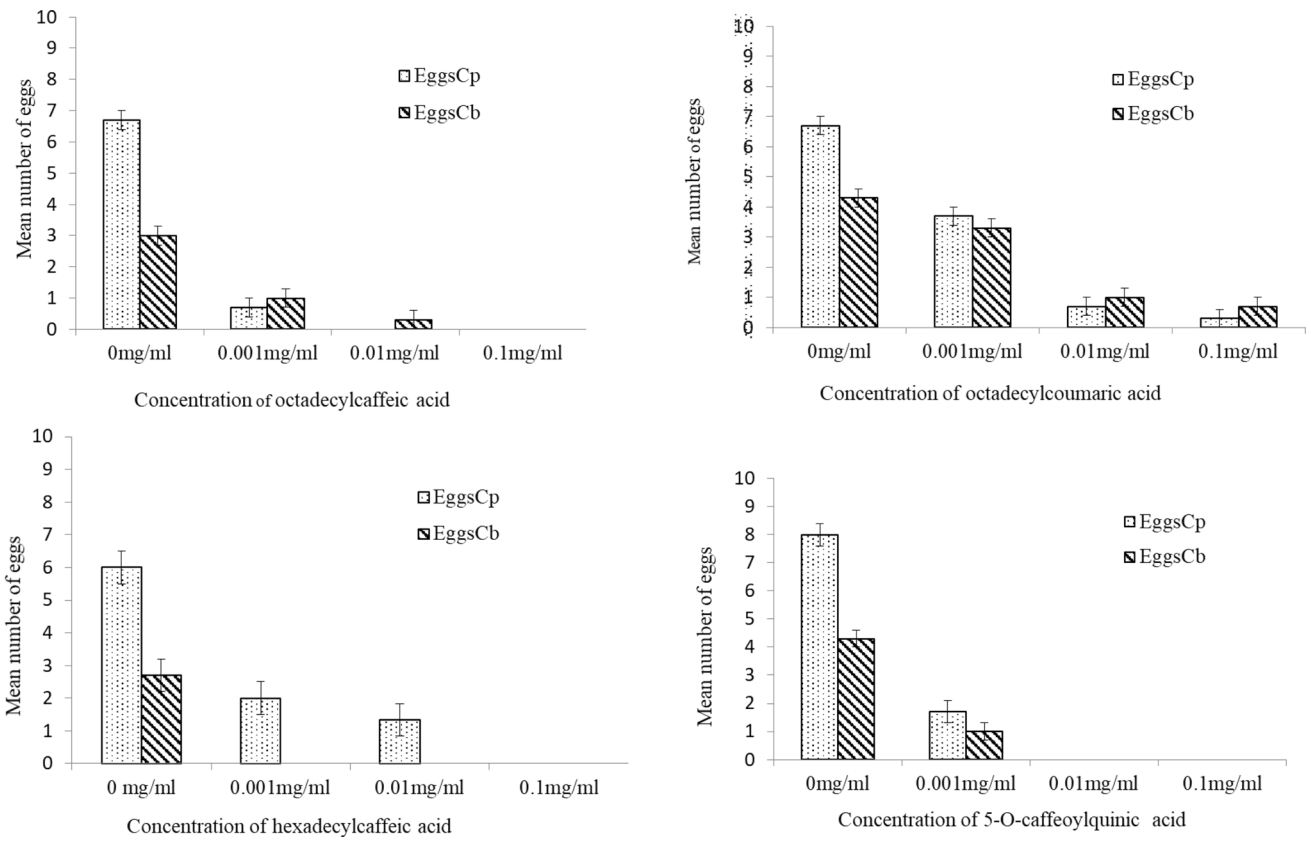 10
9
8
7
6
5
4
3
2
1
0
Mean number of eggs
EggsCp
EggsCb
0mg/ml 0.001mg/ml 0.01mg/ml 0.1mg/ml
Concentration of octadecylcaffeic acid
10
9
8
7
6
5
4
3
2
1
0
Mean number of eggs
EggsCp
EggsCb
0mg/ml 0.001mg/ml 0.01mg/ml 0.1mg/ml
Concentration of octadecylcoumaric acid
10
9
8
7
6
5
4
3
2
1
0
Mean number of eggs
EggsCp
EggsCb
0 mg/ml 0.001mg/ml 0.01mg/ml 0.1mg/ml
Concentration of hexadecylcaffeic acid
10
9
8
7
6
5
4
3
2
1
0
Mean number of eggs
EggsCp
EggsCb
0mg/ml 0.001mg/ml 0.01mg/ml 0.1mg/ml
Concentration of 5-O-caffeoylquinic acid